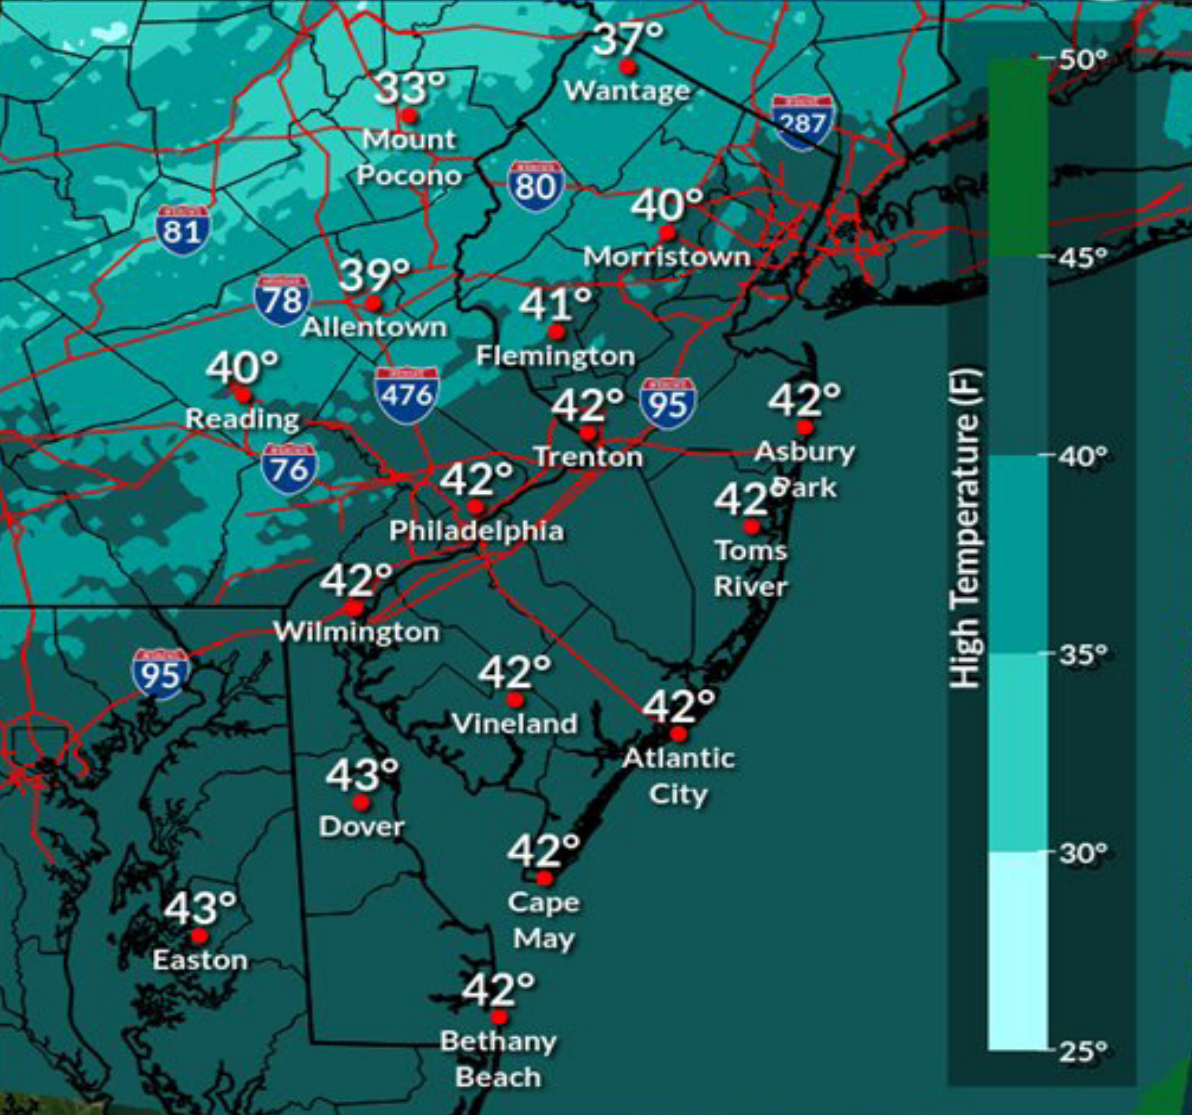 37°
Wantage
33°
Mount
Pocono
287
80
40°
Morristown
81
39°
Allentown
78
41°
Flemington
40°
Reading
476
42°
Trenton
95
42°
Asbury
Park
76
42°
Philadelphia
42°
Toms
River
42°
Wilmington
95
42°
Vineland
42°
Atlantic
City
43°
Dover
42°
Cape
May
43°
Easton
42°
Bethany
Beach
High Temperature (F)
50°
45°
40°
35°
30°
25°